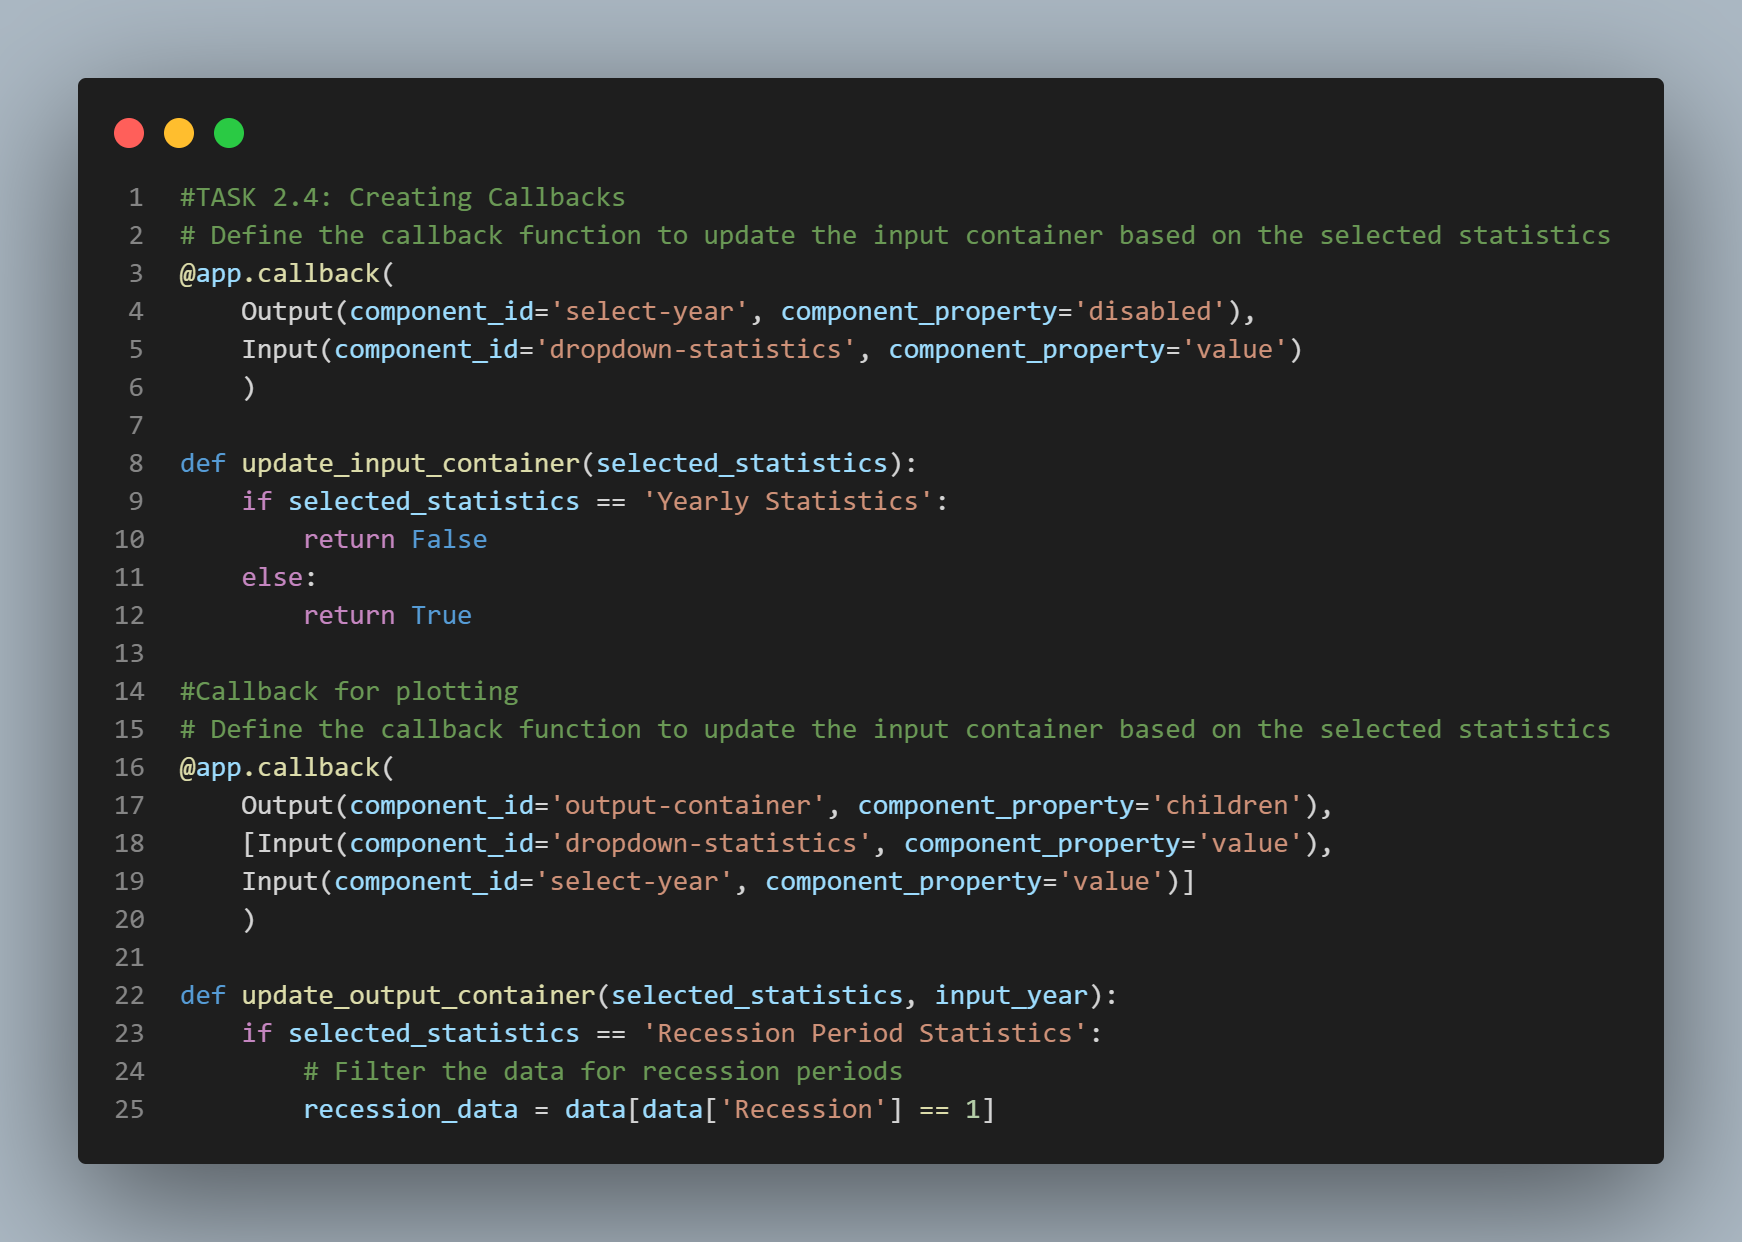 1 #TASK 2.4: Creating Callbacks
2 # Define the callback function to update the input container based on the selected statistics
3 @app.callback(
4     Output(component_id='select-year', component_property='disabled'),
5     Input(component_id='dropdown-statistics', component_property='value')
6     )
7
8 def update_input_container(selected_statistics):
9     if selected_statistics == 'Yearly Statistics':
10         return False
11     else:
12         return True
13
14 #Callback for plotting
15 # Define the callback function to update the input container based on the selected statistics
16 @app.callback(
17     Output(component_id='output-container', component_property='children'),
18     [Input(component_id='dropdown-statistics', component_property='value'),
19     Input(component_id='select-year', component_property='value')]
20     )
21
22 def update_output_container(selected_statistics, input_year):
23     if selected_statistics == 'Recession Period Statistics':
24         # Filter the data for recession periods
25         recession_data = data[data['Recession'] == 1]